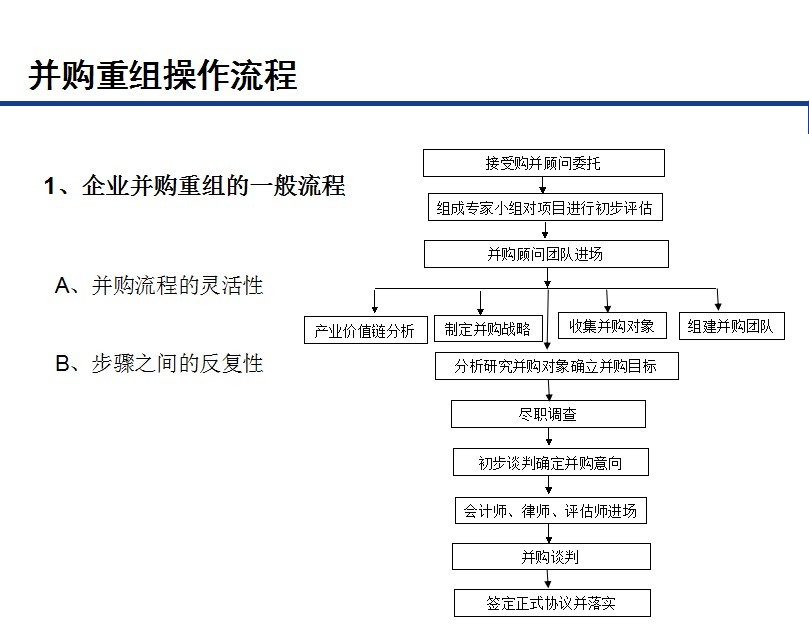 并购重组操作流程
1、企业并购重组的一般流程
A、并购流程的灵活性
B、步骤之间的反复性
接受购并顾问委托
组成专家小组对项目进行初步评估
并购顾问团队进场
产业价值链分析
制定并购战略
收集并购对象
组建并购团队
分析研究并购对象确立并购目标
尽职调查
初步谈判确定并购意向
会计师、律师、评估师进场
并购谈判
签定正式协议并落实